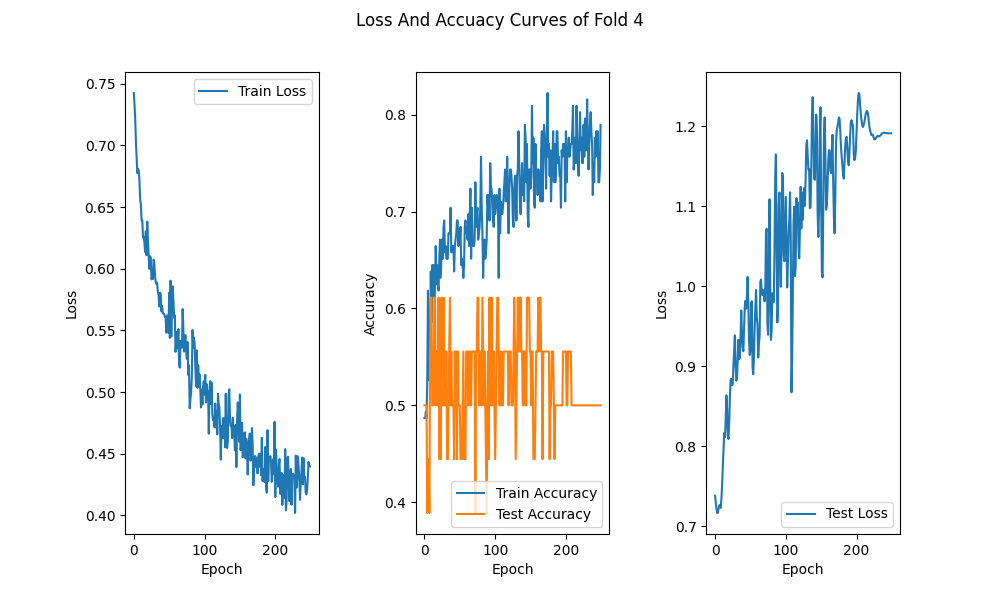 Loss And Accuacy Curves of Fold 4
0.75
0.70
0.65
0.60
0.55
0.50
0.45
0.40
Loss
Train Loss
0
100
200
Epoch
0.8
0.7
0.6
0.5
0.4
Accuracy
Train Accuracy
Test Accuracy
0
100
200
Epoch
1.2
1.1
1.0
0.9
0.8
0.7
Loss
Test Loss
0
100
200
Epoch